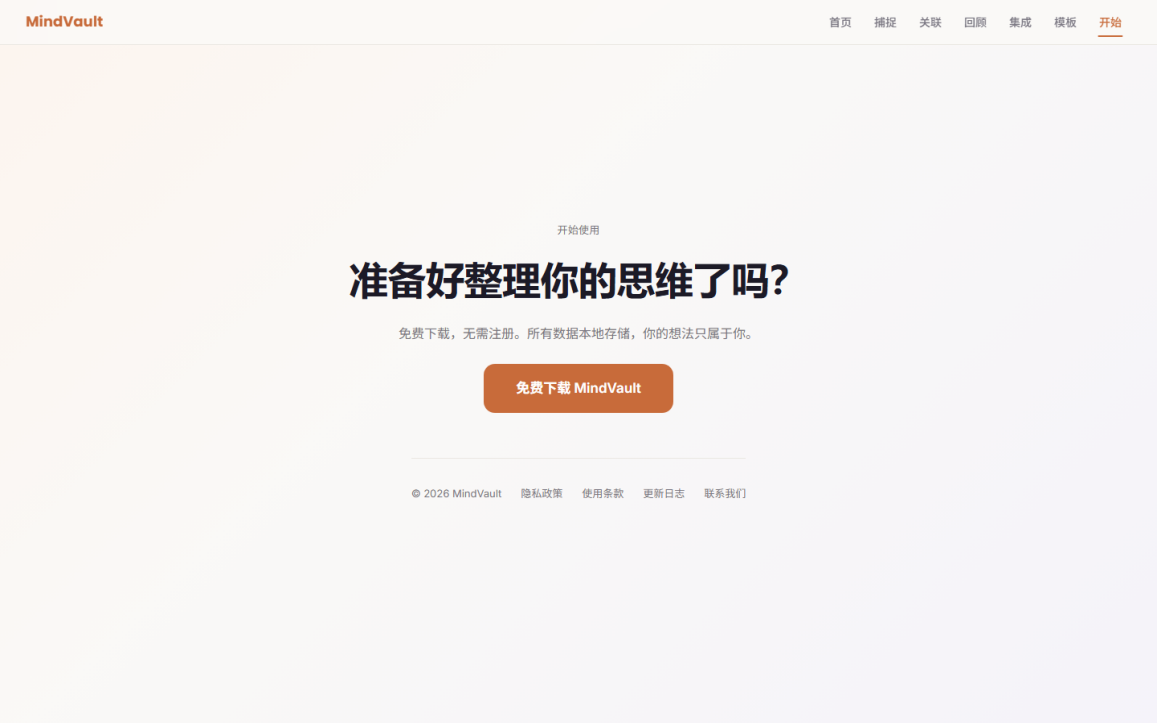 MindVault
首页 捕捉 关联 回顾 集成 模板 开始
开始使用
准备好整理你的思维了吗？
免费下载，无需注册。所有数据本地存储，你的想法只属于你。
免费下载 MindVault
© 2026 MindVault 隐私政策 使用条款 更新日志 联系我们